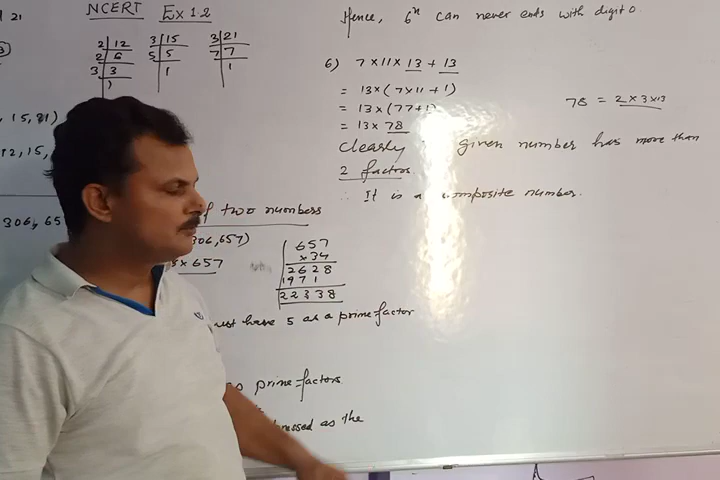 d 21
NCERT Ex 1.2
2 | 12
2 | 6
3 | 3
1
3 | 15
5 | 5
1
3 | 21
7 | 7
1
, 15, 21)
12, 15,
306, 65
of two numbers
306, 657)
× 657
657
× 34
2628
1971
22338
ust have 5 as a prime factor
prime factors
as the
Hence, 6ⁿ can never ends with digit 0.
6) 7 × 11 × 13 + 13
= 13 × (7 × 11 + 1)
= 13 × (77 + 1)
= 13 × 78
78 = 2 × 3 × 13
Clearly given number has more than
2 factors.
∴ It is a composite number.